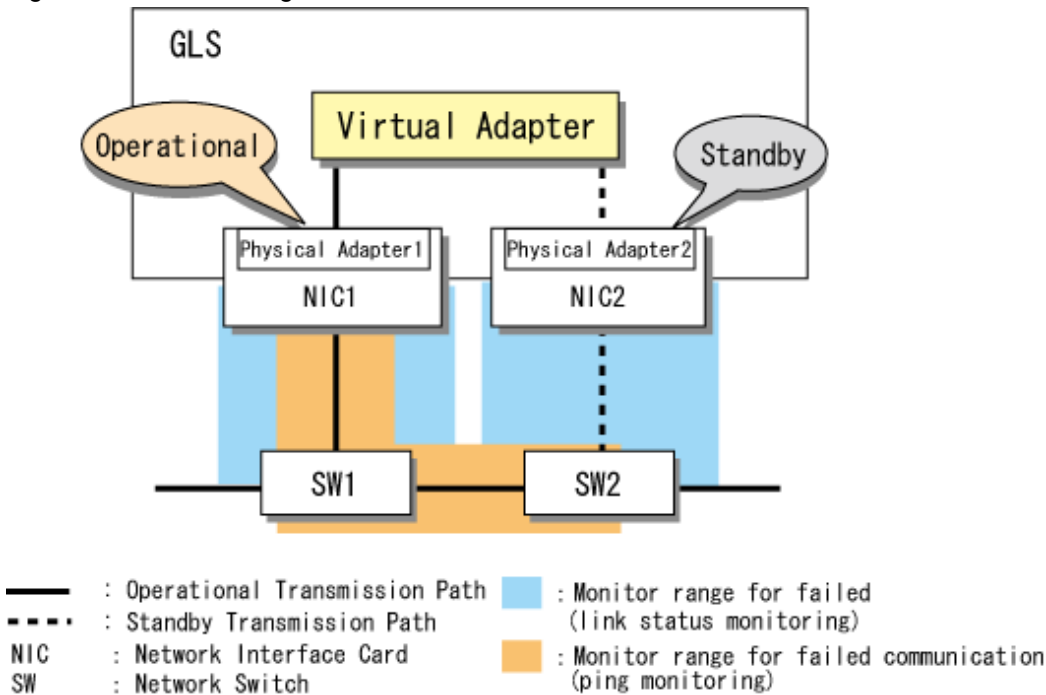 GLS
Virtual Adapter
Operational
Standby
Physical Adapter1
Physical Adapter2
NIC1
NIC2
SW1
SW2
: Operational Transmission Path
: Standby Transmission Path
NIC : Network Interface Card
SW : Network Switch
: Monitor range for failed
(link status monitoring)
: Monitor range for failed communication
(ping monitoring)